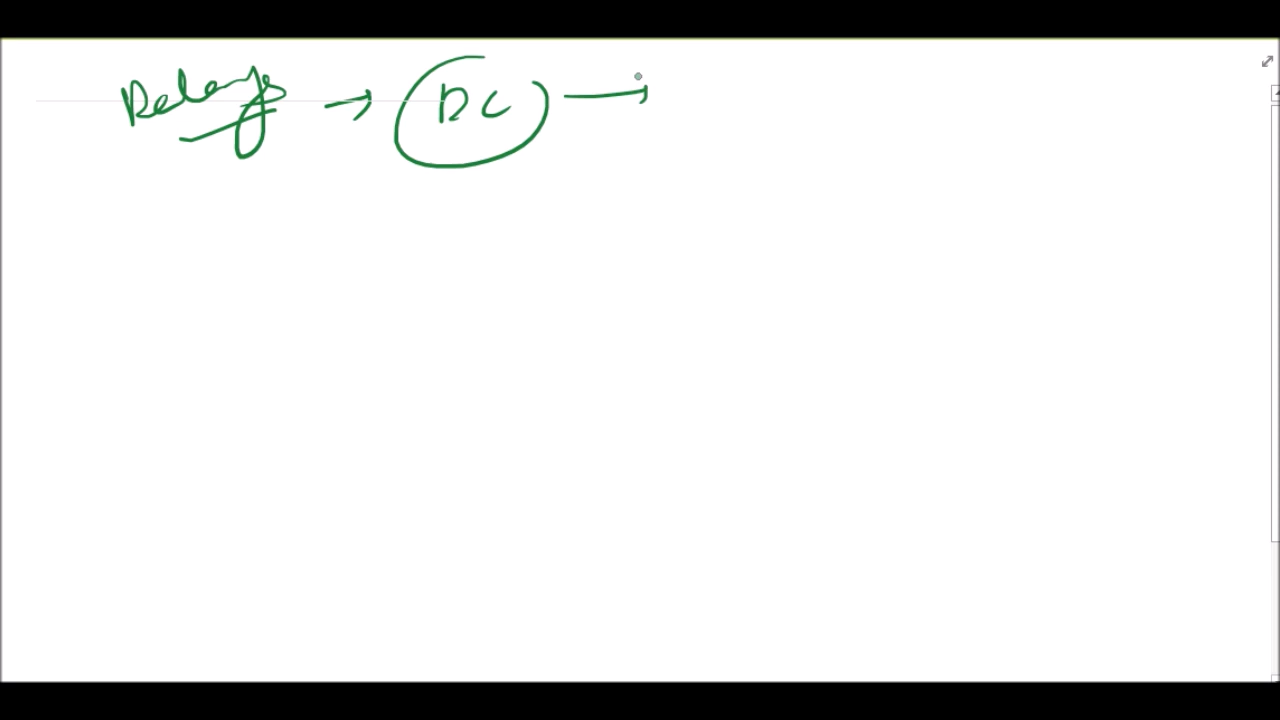 Relays → DC →